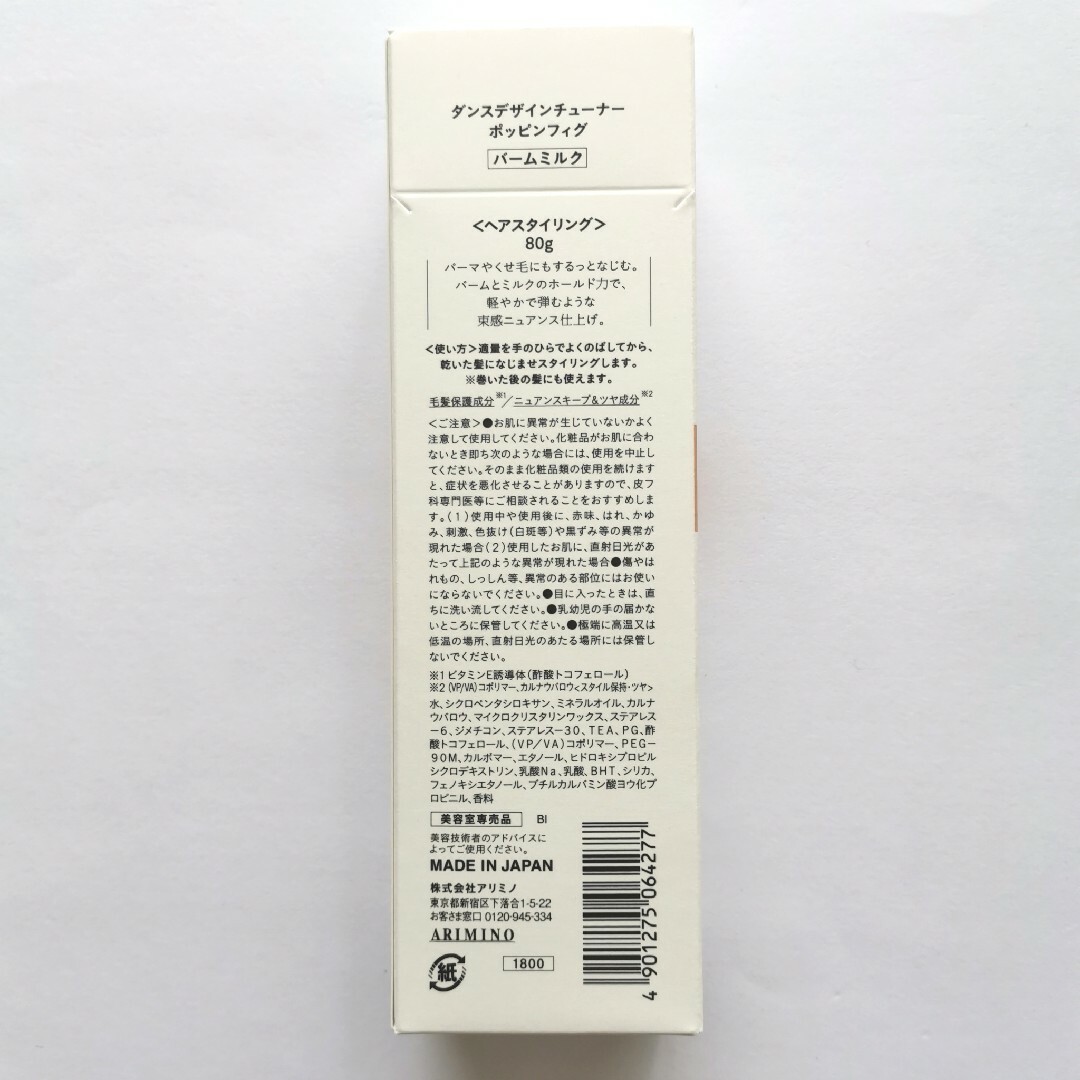 ダンスデザインチューナー
ポッピンフィグ
バームミルク
<ヘアスタイリング>
80g
パーマやくせ毛にもするっとなじむ。
バームとミルクのホールド力で、
軽やかで弾むような
束感ニュアンス仕上げ。
<使い方>適量を手のひらでよくのばしてから、
乾いた髪になじませスタイリングします。
※巻いた後の髪にも使えます。
毛髪保護成分※1/ニュアンスキープ&ツヤ成分※2
<ご注意>●お肌に異常が生じていないかよく
注意して使用してください。化粧品がお肌に合わ
ないとき即ち次のような場合には、使用を中止し
てください。そのまま化粧品類の使用を続けます
と、症状を悪化させることがありますので、皮フ
科専門医等にご相談されることをおすすめしま
す。(1)使用中や使用後に、赤味、はれ、かゆ
み、刺激、色抜け(白斑等)や黒ずみ等の異常が
現れた場合(2)使用したお肌に、直射日光があ
たって上記のような異常が現れた場合●傷やは
れもの、しっしん等、異常のある部位にはお使い
にならないでください。●目に入ったときは、直
ちに洗い流してください。●乳幼児の手の届かな
いところに保管してください。●極端に高温又は
低温の場所、直射日光のあたる場所には保管し
ないでください。
※1 ビタミンE誘導体(酢酸トコフェロール)
※2 (VP/VA)コポリマー、カルナウバロウ<スタイル保持・ツヤ>
水、シクロペンタシロキサン、ミネラルオイル、カルナ
ウバロウ、マイクロクリスタリンワックス、ステアレス
-6、ジメチコン、ステアレス-30、TEA、PG、酢
酸トコフェロール、(VP/VA)コポリマー、PEG-
90M、カルボマー、エタノール、ヒドロキシプロピル
シクロデキストリン、乳酸Na、乳酸、BHT、シリカ、
フェノキシエタノール、ブチルカルバミン酸ヨウ化プ
ロピニル、香料
美容室専売品 BI
美容技術者のアドバイスに
よってご使用ください。
MADE IN JAPAN
株式会社アリミノ
東京都新宿区下落合1-5-22
お客さま窓口 0120-945-334
ARIMINO
紙
1800
4 901275 064277